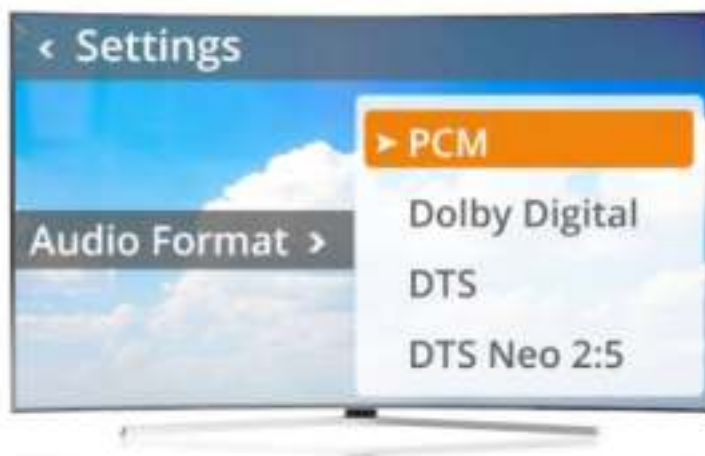 < Settings
Audio Format >
➤ PCM
Dolby Digital
DTS
DTS Neo 2:5